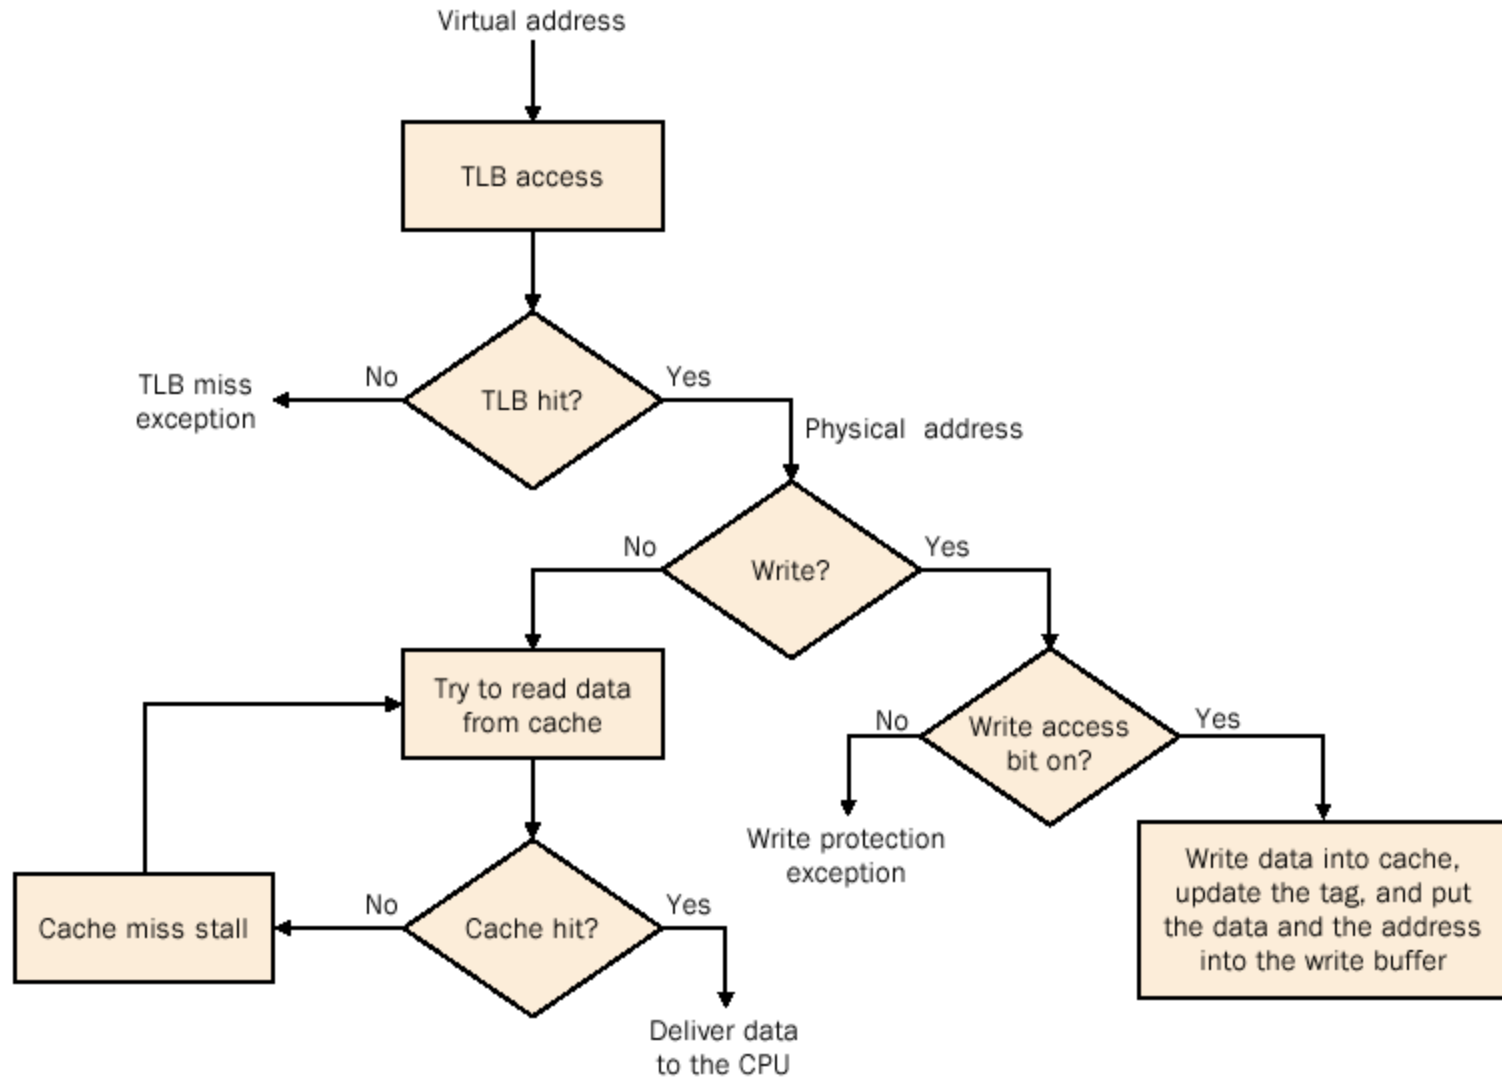 Virtual address
TLB access
TLB hit?
No
Yes
TLB miss
exception
Physical address
Write?
No
Yes
Try to read data
from cache
Write access
bit on?
No
Yes
Write protection
exception
Write data into cache,
update the tag, and put
the data and the address
into the write buffer
Cache hit?
No
Yes
Cache miss stall
Deliver data
to the CPU